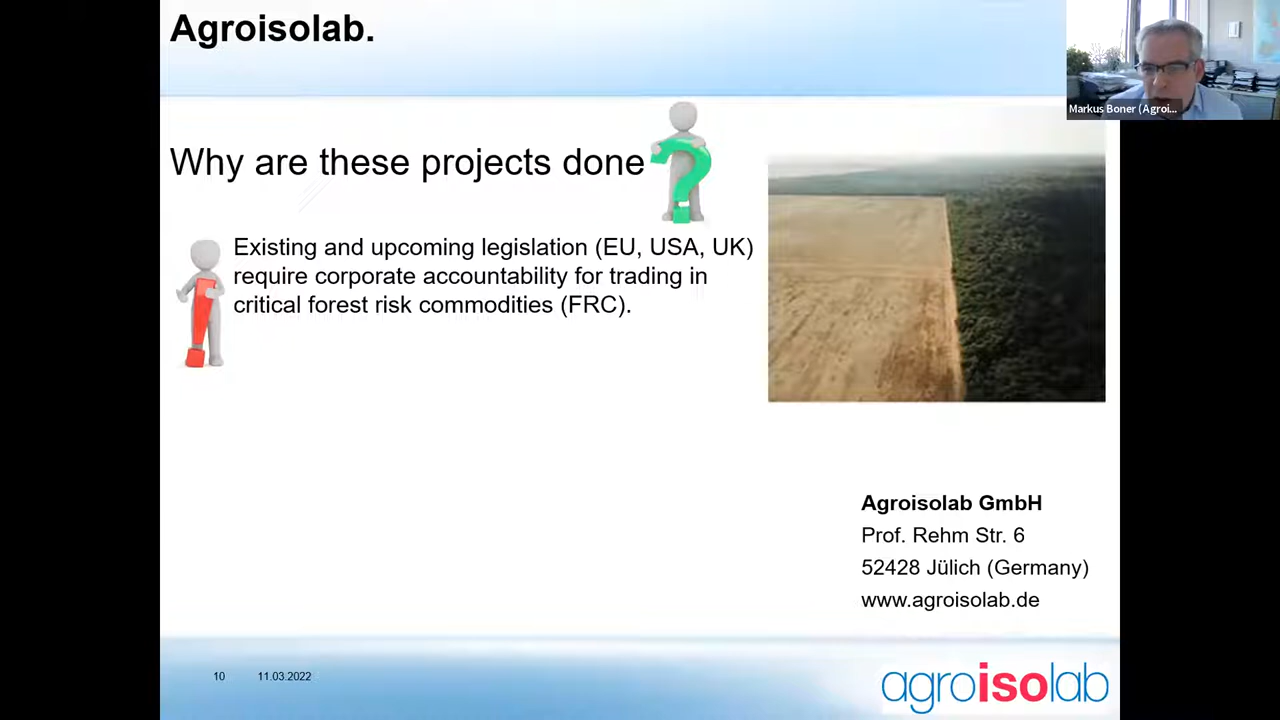 Agroisolab.
Markus Boner (Agroi...
Why are these projects done
Existing and upcoming legislation (EU, USA, UK)
require corporate accountability for trading in
critical forest risk commodities (FRC).
Agroisolab GmbH
Prof. Rehm Str. 6
52428 Jülich (Germany)
www.agroisolab.de
10 11.03.2022
agroisolab